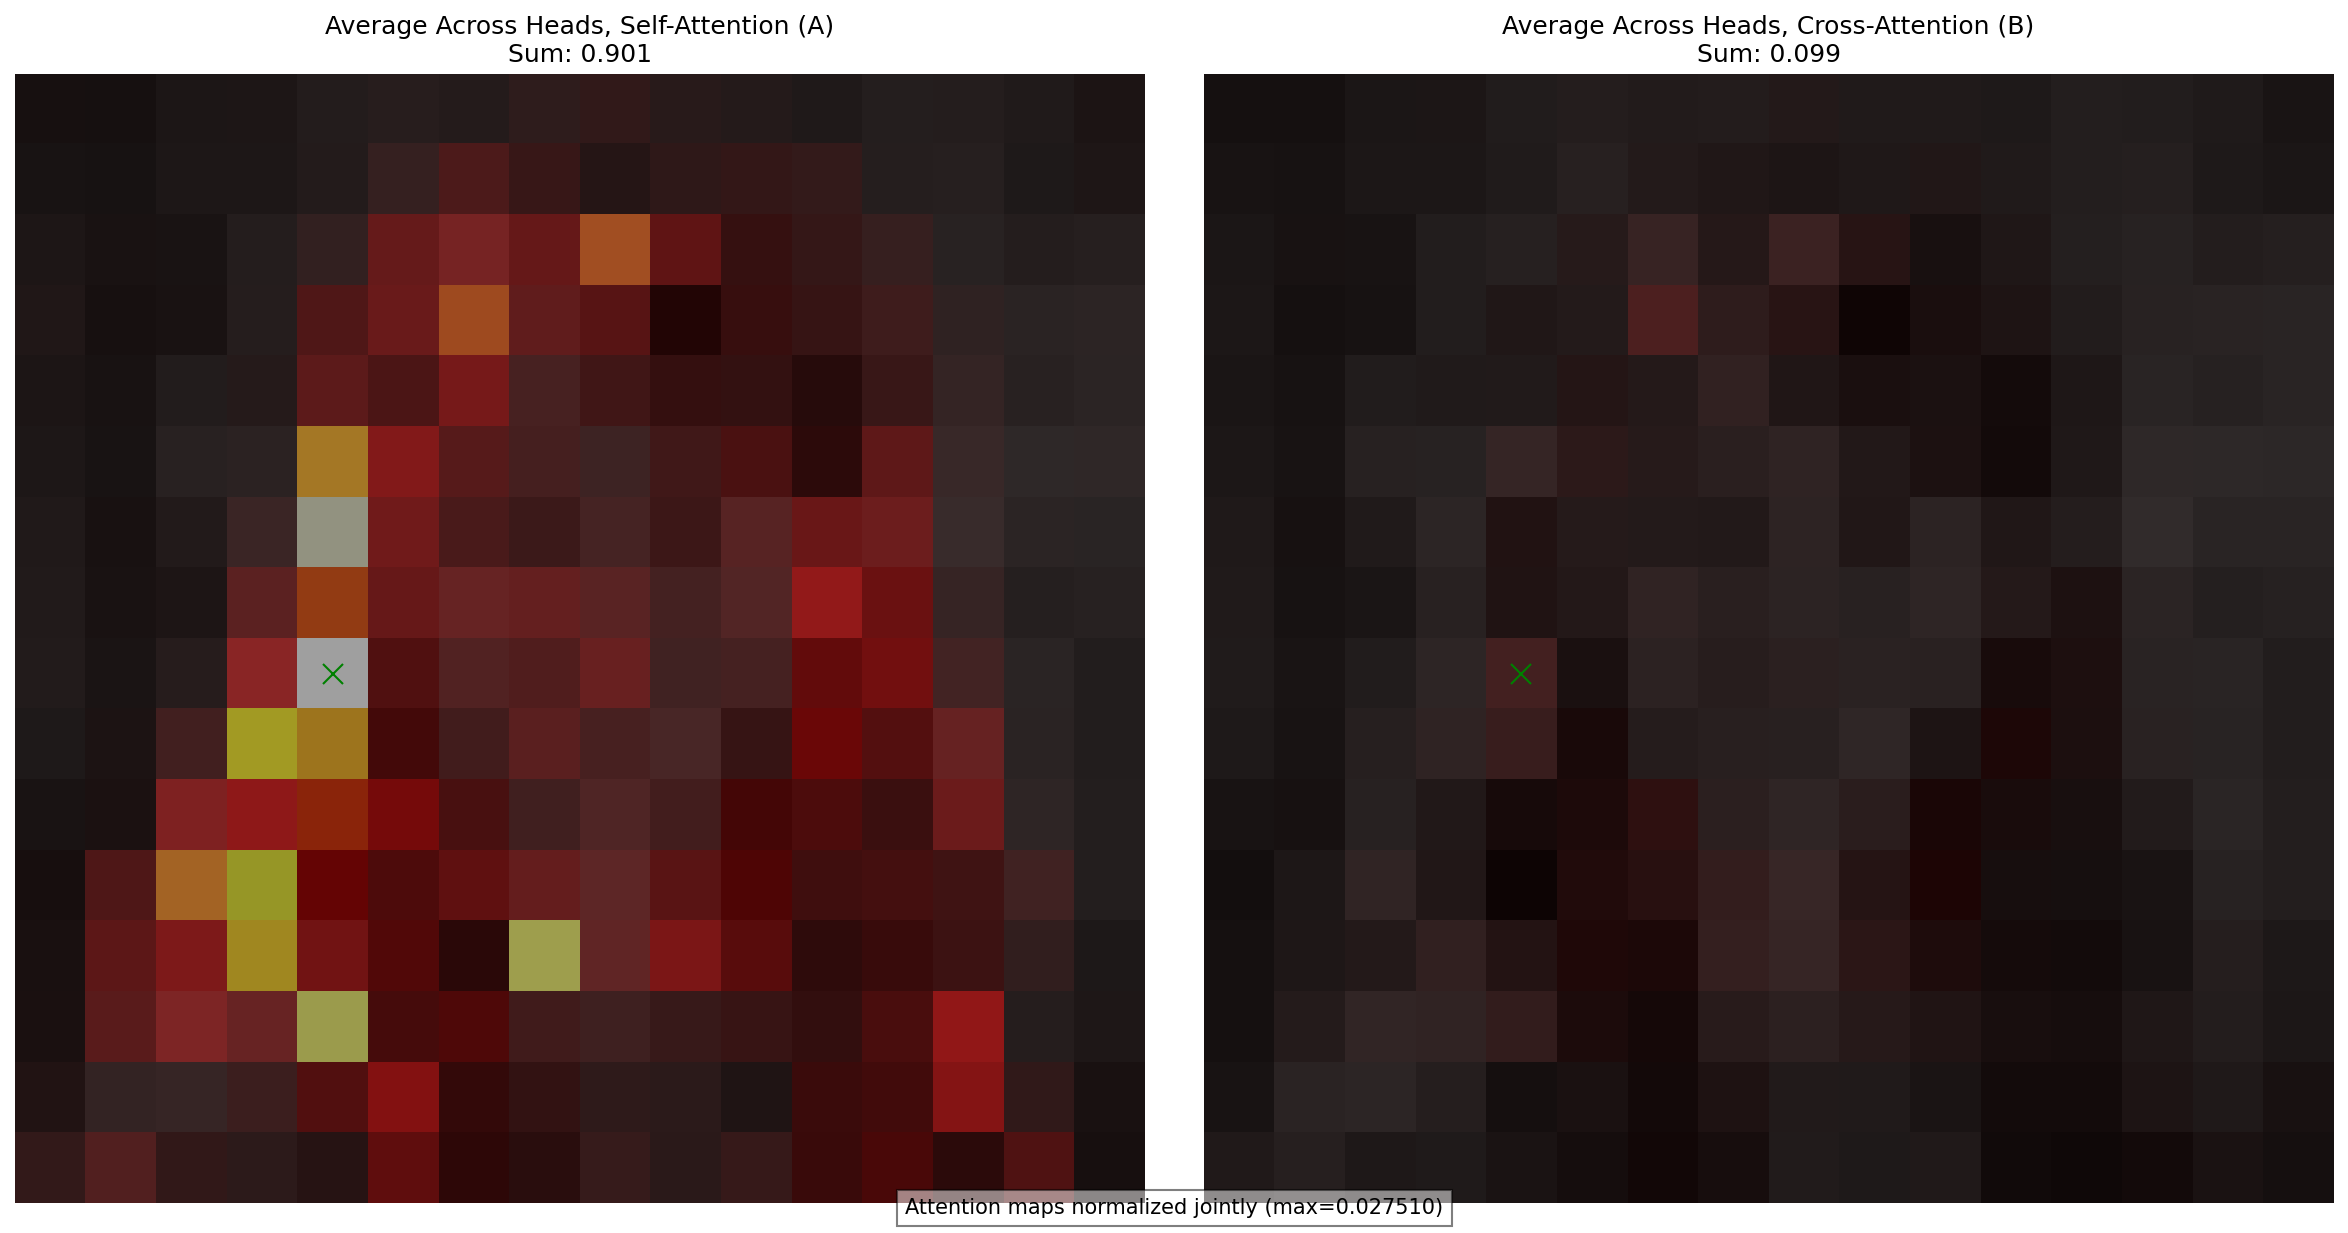 Average Across Heads, Self-Attention (A)
Sum: 0.901
Average Across Heads, Cross-Attention (B)
Sum: 0.099
Attention maps normalized jointly (max=0.027510)